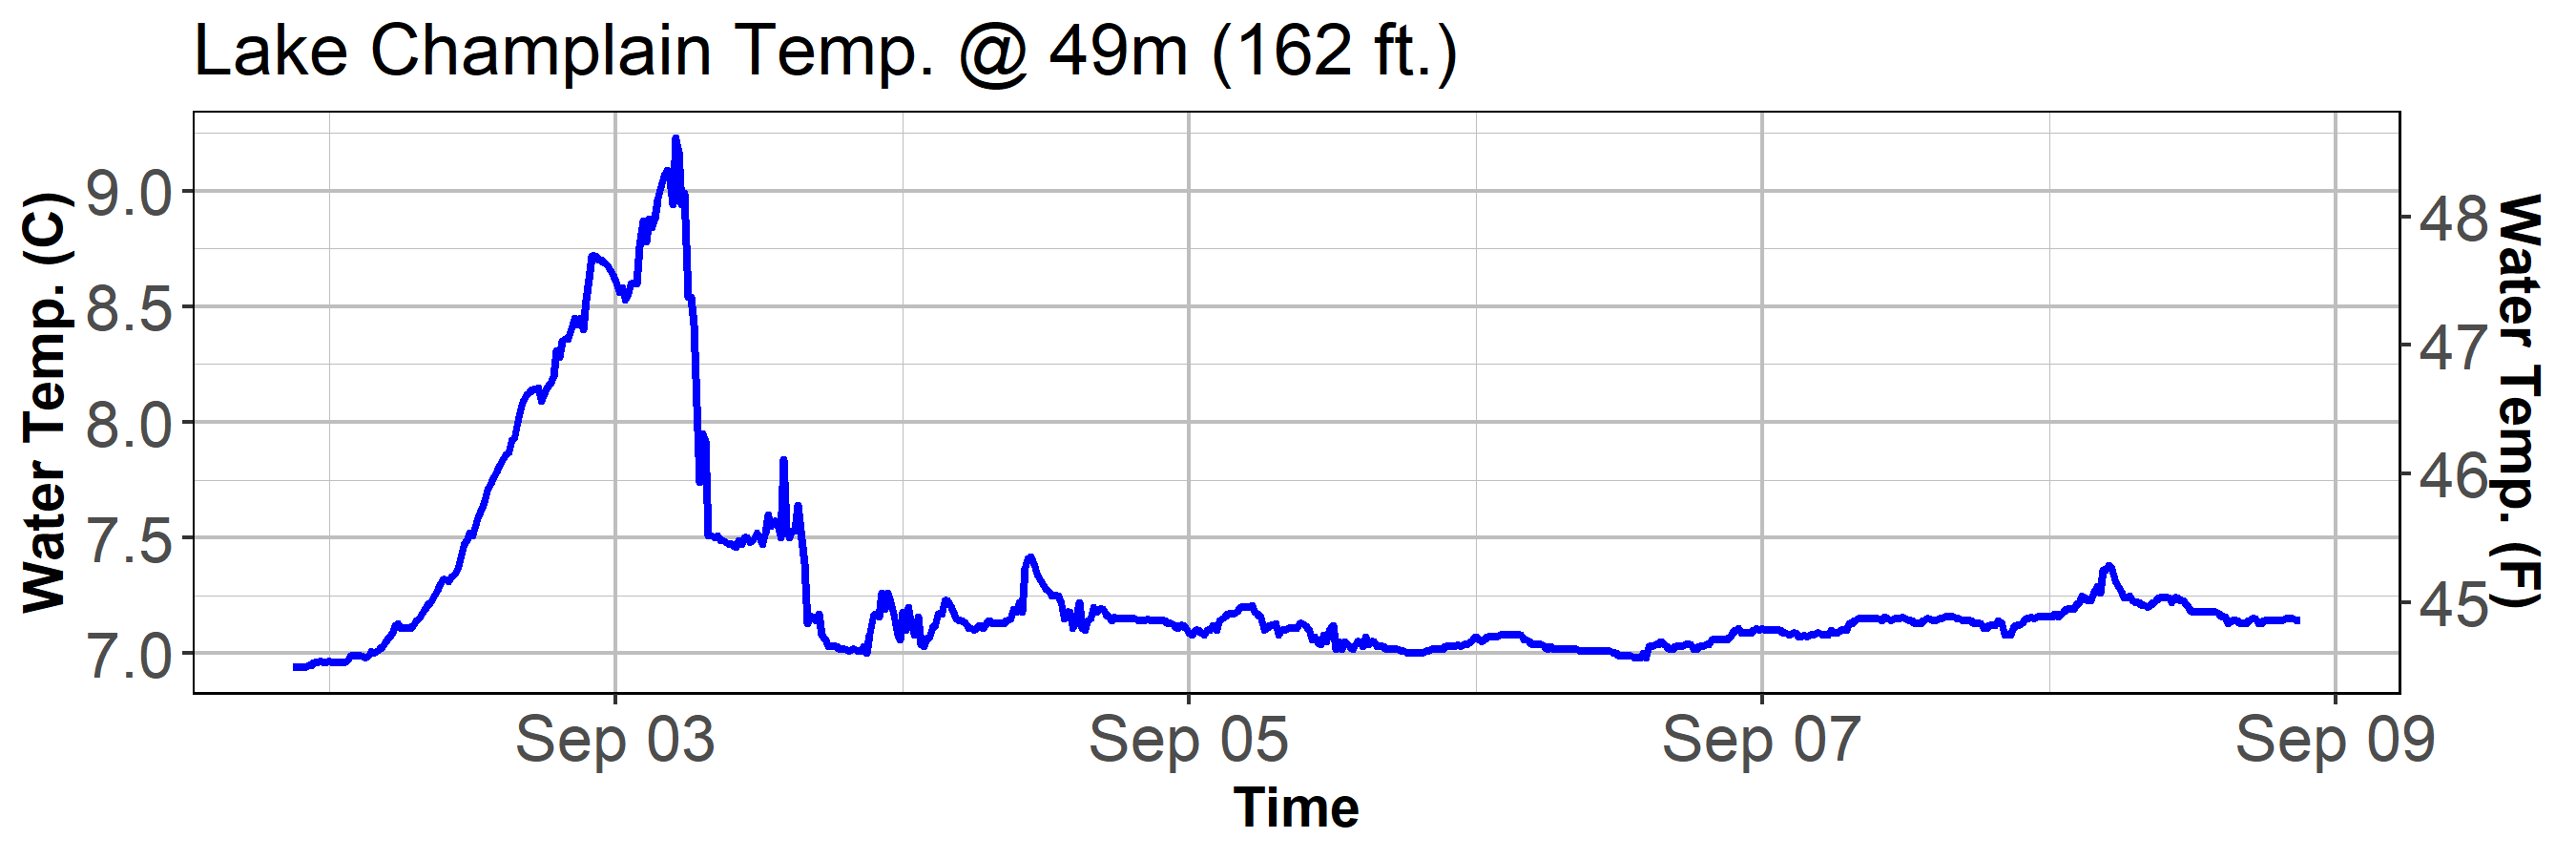 Lake Champlain Temp. @ 49m (162 ft.)
Water Temp. (C)
9.0
8.5
8.0
7.5
7.0
48
47
46
45
Water Temp. (F)
Sep 03 Sep 05 Sep 07 Sep 09
Time